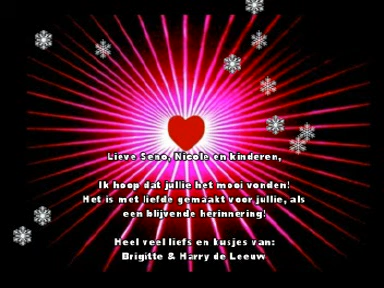 Lieve Seno, Nicole en kinderen,
Ik hoop dat jullie het mooi vonden!
Het is met liefde gemaakt voor jullie, als
een blijvende herinnering!
Heel veel liefs en kusjes van:
Brigitte & Harry de Leeuw